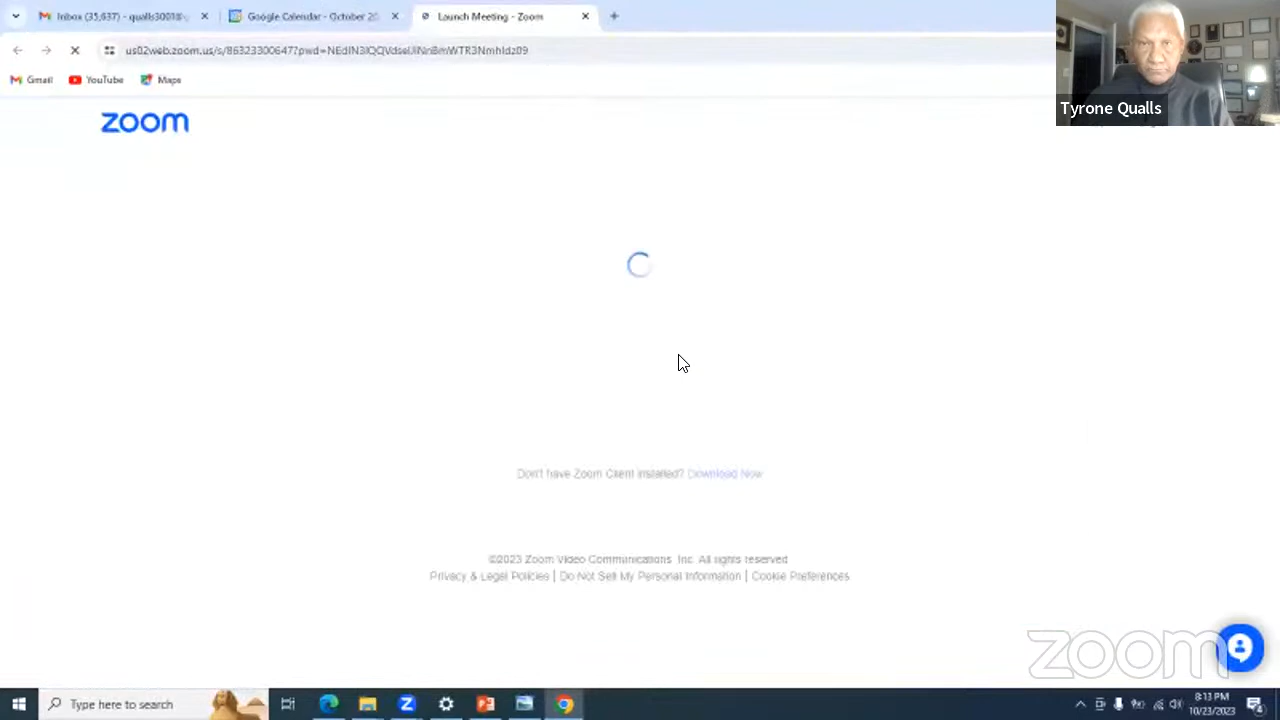 Inbox (35,637) - qualls3001@
Google Calendar - October 20
Launch Meeting - Zoom
Gmail
YouTube
Maps
Tyrone Qualls
zoom
Don't have Zoom Client installed? Download Now
©2023 Zoom Video Communications, Inc. All rights reserved
Privacy & Legal Policies | Do Not Sell My Personal Information | Cookie Preferences
zoom
Type here to search
8:13 PM
10/23/2023